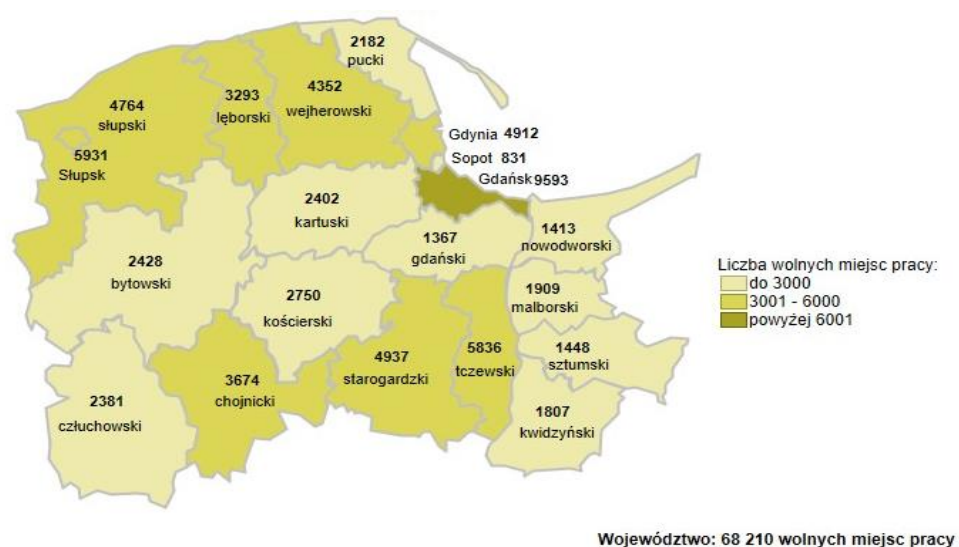 2182
pucki
4352
wejherowski
3293
lęborski
4764
słupski
5931
Słupsk
Gdynia 4912
Sopot 831
Gdańsk 9593
2402
kartuski
1413
nowodworski
1367
gdański
2428
bytowski
2750
kościerski
1909
malborski
4937
starogardzki
5836
tczewski
1448
sztumski
3674
chojnicki
2381
człuchowski
1807
kwidzyński
Liczba wolnych miejsc pracy:
do 3000
3001 - 6000
powyżej 6001
Województwo: 68 210 wolnych miejsc pracy